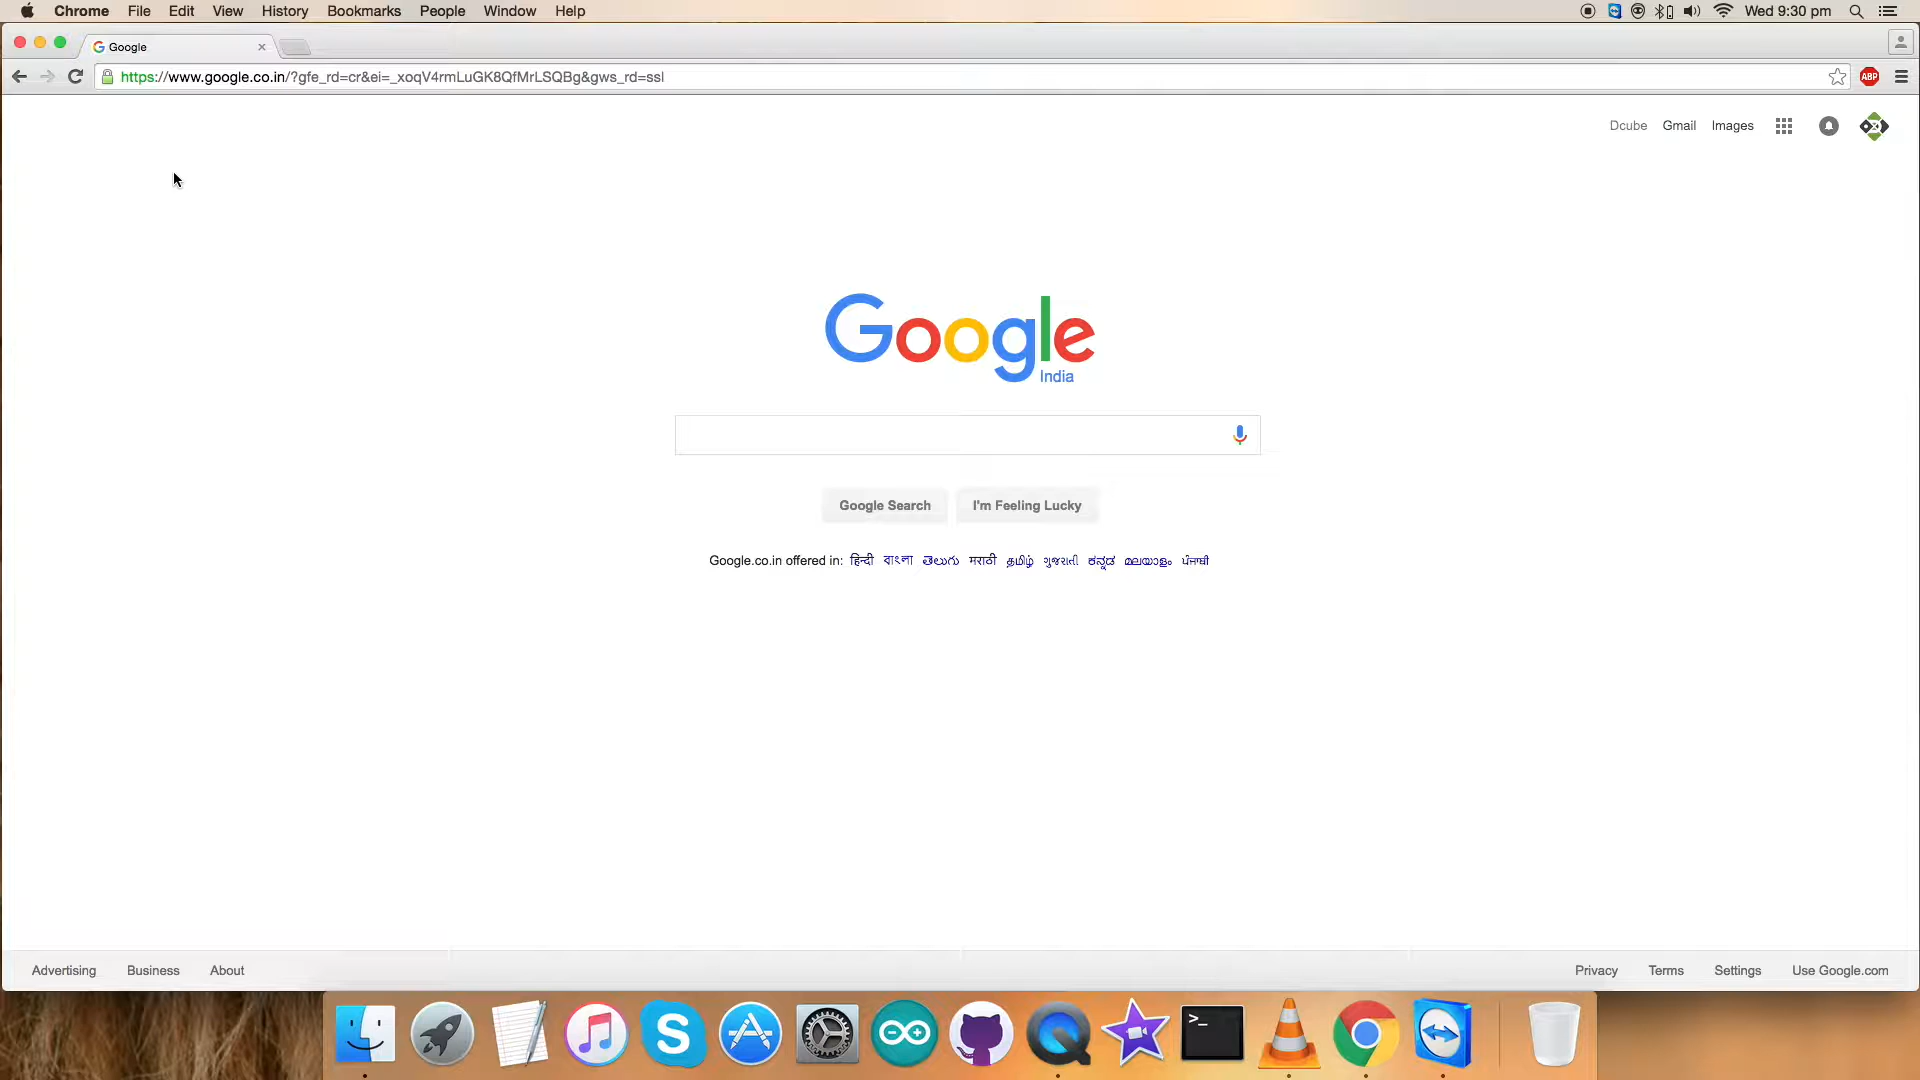 Chrome File Edit View History Bookmarks People Window Help Wed 9:30 pm
Google
https://www.google.co.in/?gfe_rd=cr&ei=_xoqV4rmLuGK8QfMrLSQBg&gws_rd=ssl ABP
Dcube Gmail Images
Google
India
Google Search I'm Feeling Lucky
Google.co.in offered in: हिन्दी বাংলা తెలుగు मराठी தமிழ் ગુજરાતી ಕನ್ನಡ മലയാളം ਪੰਜਾਬੀ
Advertising Business About Privacy Terms Settings Use Google.com
>_